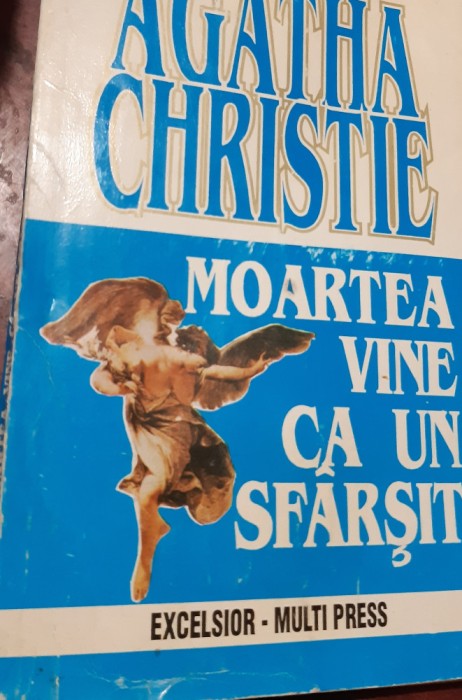 AGATHA
CHRISTIE
MOARTEA
VINE
CA UN
SFÂRŞIT
EXCELSIOR - MULTI PRESS